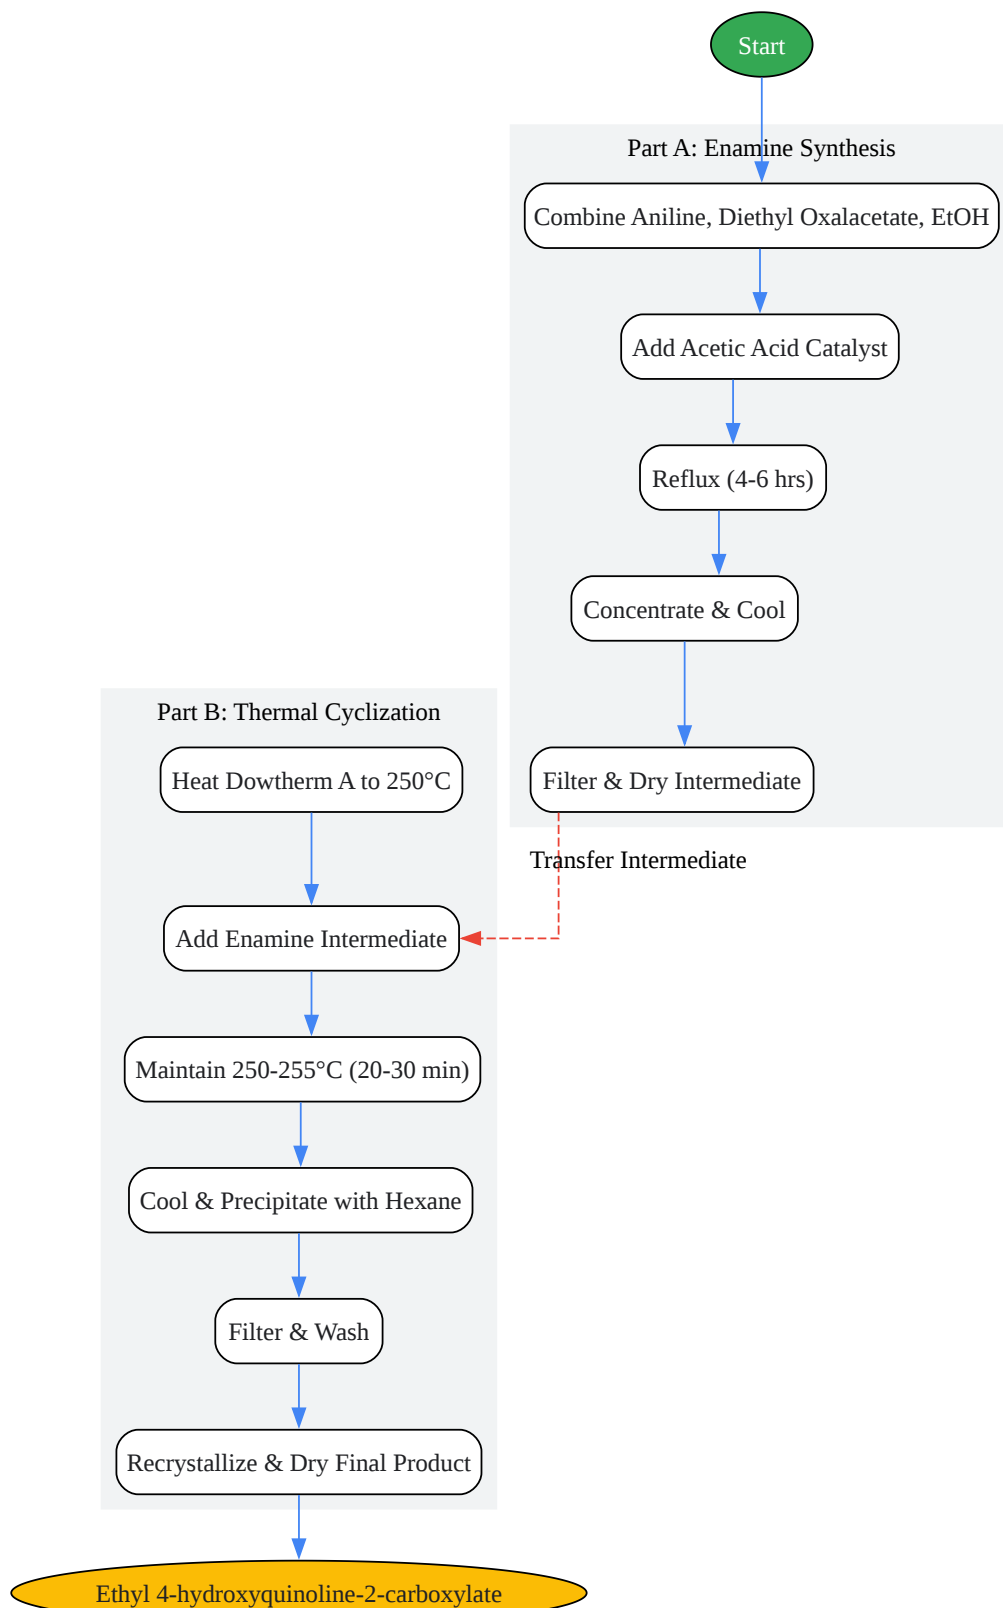 Start
Part A: Enamine Synthesis
Combine Aniline, Diethyl Oxalacetate, EtOH
Add Acetic Acid Catalyst
Reflux (4-6 hrs)
Concentrate & Cool
Filter & Dry Intermediate
Transfer Intermediate
Part B: Thermal Cyclization
Heat Dowtherm A to 250°C
Add Enamine Intermediate
Maintain 250-255°C (20-30 min)
Cool & Precipitate with Hexane
Filter & Wash
Recrystallize & Dry Final Product
Ethyl 4-hydroxyquinoline-2-carboxylate